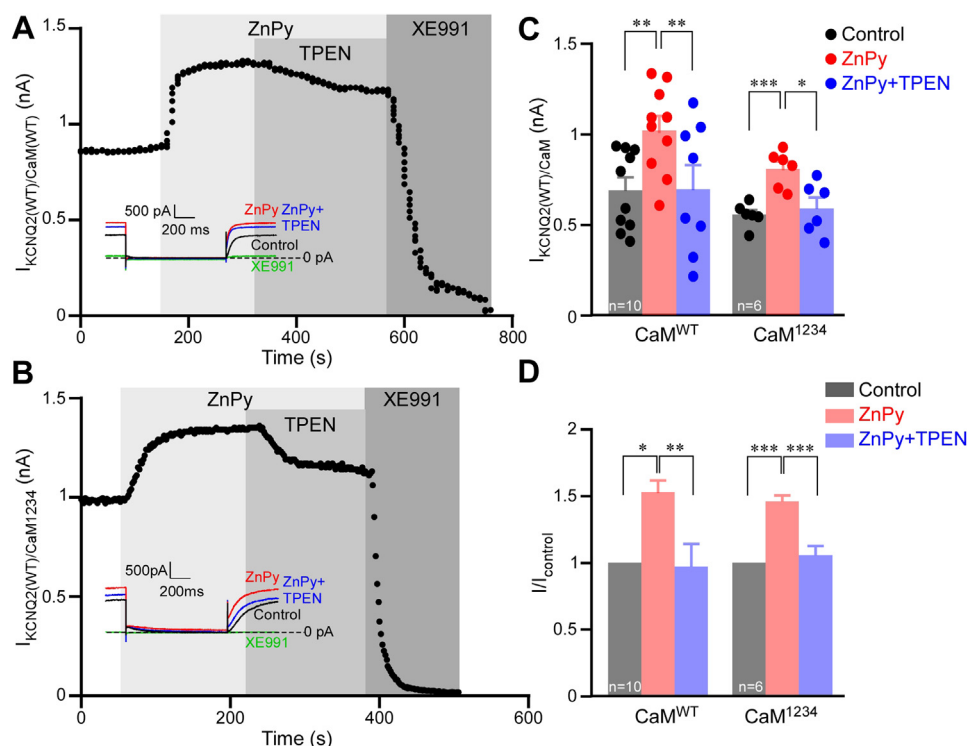 A
ZnPy
XE991
TPEN
I_KCNQ2(WT)/CaM(WT) (nA)
1.5
1
0.5
0
500 pA
200 ms
ZnPy
ZnPy+
TPEN
Control
0 pA
XE991
0 200 400 600 800
Time (s)
B
ZnPy
XE991
TPEN
I_KCNQ2(WT)/CaM1234 (nA)
1.5
1
0.5
0
500pA
200ms
ZnPy
ZnPy+
TPEN
Control
0 pA
XE991
0 200 400 600
Time (s)
C
Control
ZnPy
ZnPy+TPEN
I_KCNQ2(WT)/CaM (nA)
1.5
1
0.5
0
** **
*** *
n=10
n=6
CaM^WT CaM^1234
D
Control
ZnPy
ZnPy+TPEN
I/I_control
2
1.5
1
0.5
0
* **
*** ***
n=10
n=6
CaM^WT CaM^1234